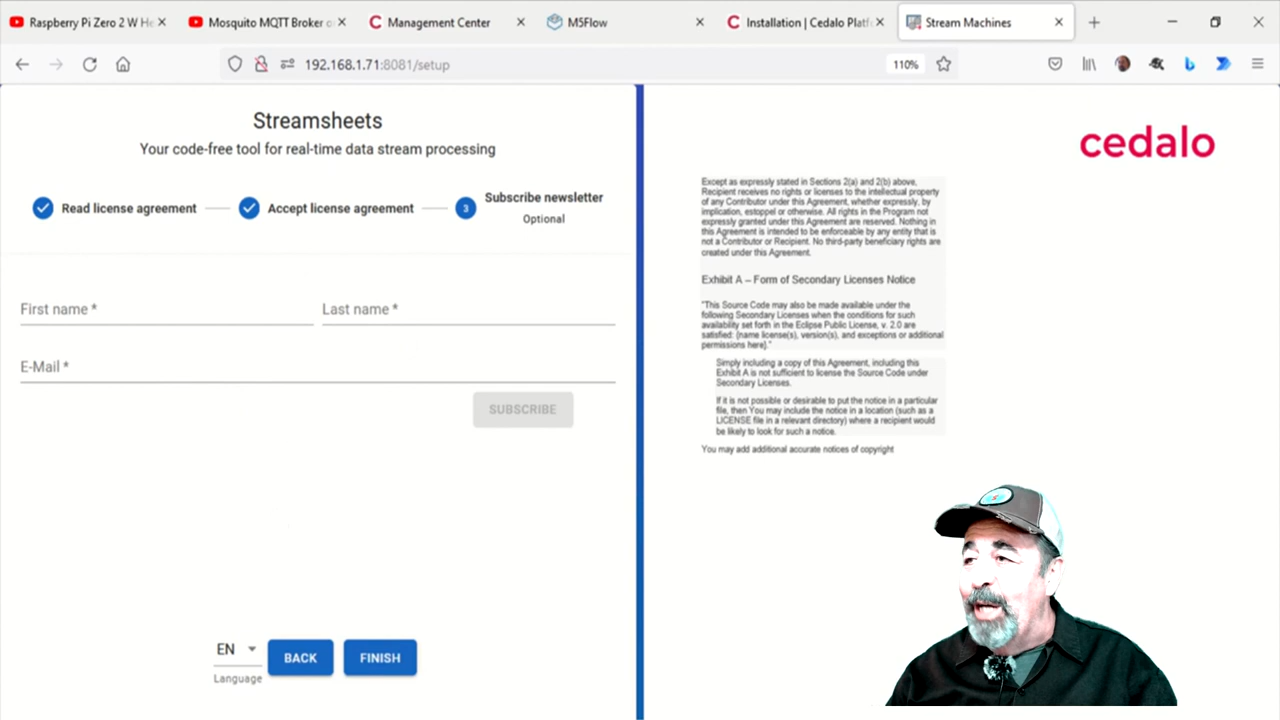 Raspberry Pi Zero 2 W He
Mosquito MQTT Broker o
Management Center
M5Flow
Installation | Cedalo Platf
Stream Machines
192.168.1.71:8081/setup
110%
Streamsheets
Your code-free tool for real-time data stream processing
Read license agreement
Accept license agreement
3
Subscribe newsletter
Optional
First name *
Last name *
E-Mail *
SUBSCRIBE
EN
Language
BACK
FINISH
cedalo
Except as expressly stated in Sections 2(a) and 2(b) above,
Recipient receives no rights or licenses to the intellectual property
of any Contributor under this Agreement, whether expressly, by
implication, estoppel or otherwise. All rights in the Program not
expressly granted under this Agreement are reserved. Nothing in
this Agreement is intended to be enforceable by any entity that is
not a Contributor or Recipient. No third-party beneficiary rights are
created under this Agreement.
Exhibit A – Form of Secondary Licenses Notice
"This Source Code may also be made available under the
following Secondary Licenses when the conditions for such
availability set forth in the Eclipse Public License, v. 2.0 are
satisfied: {name license(s), version(s), and exceptions or additional
permissions here}."
Simply including a copy of this Agreement, including this
Exhibit A is not sufficient to license the Source Code under
Secondary Licenses.
If it is not possible or desirable to put the notice in a particular
file, then You may include the notice in a location (such as a
LICENSE file in a relevant directory) where a recipient would
be likely to look for such a notice.
You may add additional accurate notices of copyright